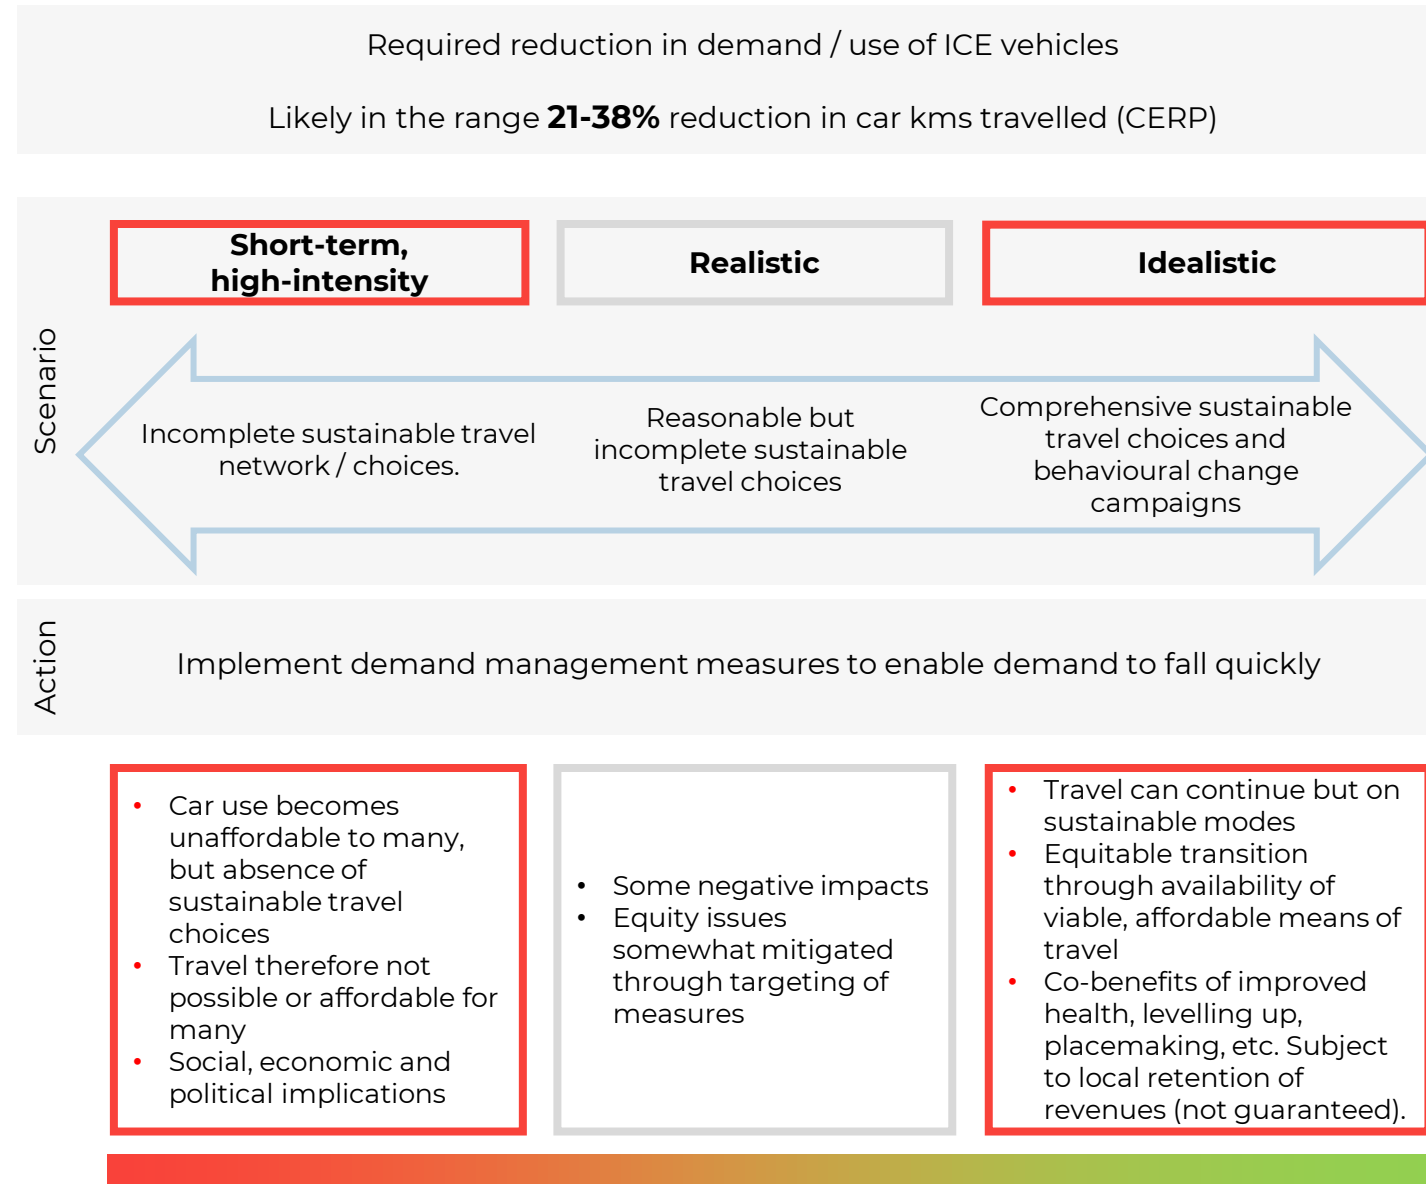 Required reduction in demand / use of ICE vehicles
Likely in the range 21-38% reduction in car kms travelled (CERP)
Scenario
Short-term,
high-intensity
Realistic
Idealistic
Incomplete sustainable travel
network / choices.
Reasonable but
incomplete sustainable
travel choices
Comprehensive sustainable
travel choices and
behavioural change
campaigns
Action
Implement demand management measures to enable demand to fall quickly
• Car use becomes
unaffordable to many,
but absence of
sustainable travel
choices
• Travel therefore not
possible or affordable for
many
• Social, economic and
political implications
• Some negative impacts
• Equity issues
somewhat mitigated
through targeting of
measures
• Travel can continue but on
sustainable modes
• Equitable transition
through availability of
viable, affordable means of
travel
• Co-benefits of improved
health, levelling up,
placemaking, etc. Subject
to local retention of
revenues (not guaranteed).